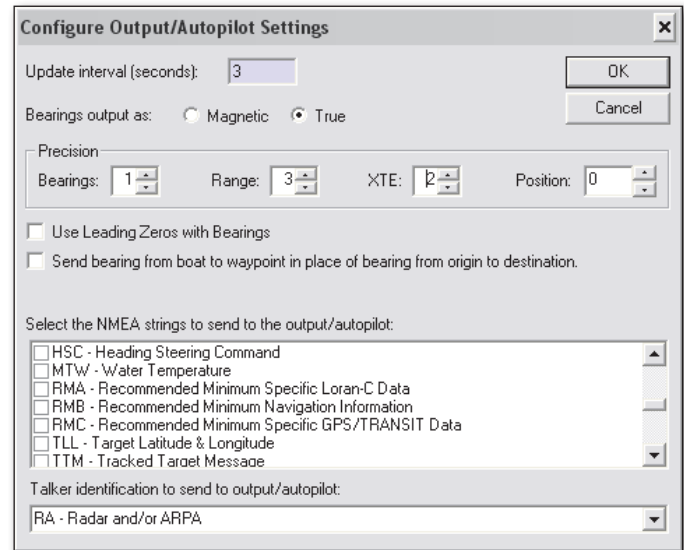 Configure Output/Autopilot Settings
Update interval (seconds): 3
OK
Bearings output as: Magnetic True
Cancel
Precision
Bearings: 1 Range: 3 XTE: 2 Position: 0
Use Leading Zeros with Bearings
Send bearing from boat to waypoint in place of bearing from origin to destination.
Select the NMEA strings to send to the output/autopilot:
HSC - Heading Steering Command
MTW - Water Temperature
RMA - Recommended Minimum Specific Loran-C Data
RMB - Recommended Minimum Navigation Information
RMC - Recommended Minimum Specific GPS/TRANSIT Data
TLL - Target Latitude & Longitude
TTM - Tracked Target Message
Talker identification to send to output/autopilot:
RA - Radar and/or ARPA